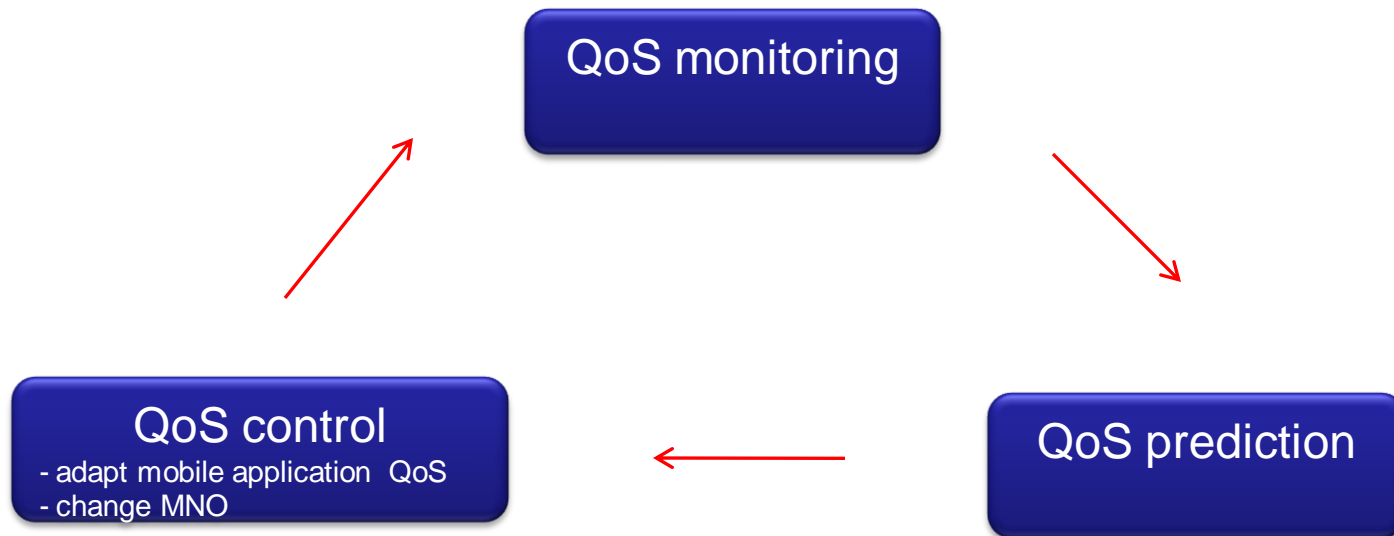 QoS monitoring
QoS control
- adapt mobile application QoS
- change MNO
QoS prediction